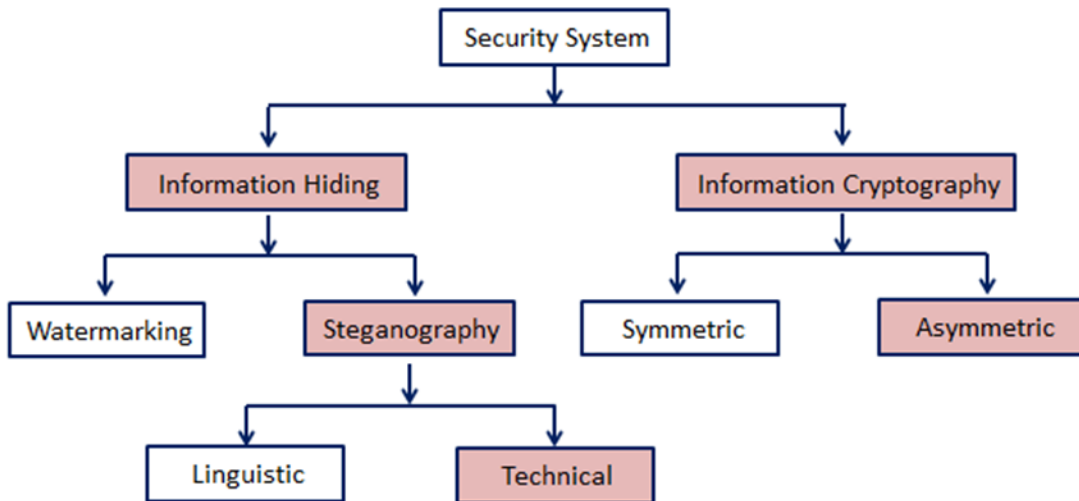 Security System
Information Hiding
Information Cryptography
Watermarking
Steganography
Symmetric
Asymmetric
Linguistic
Technical